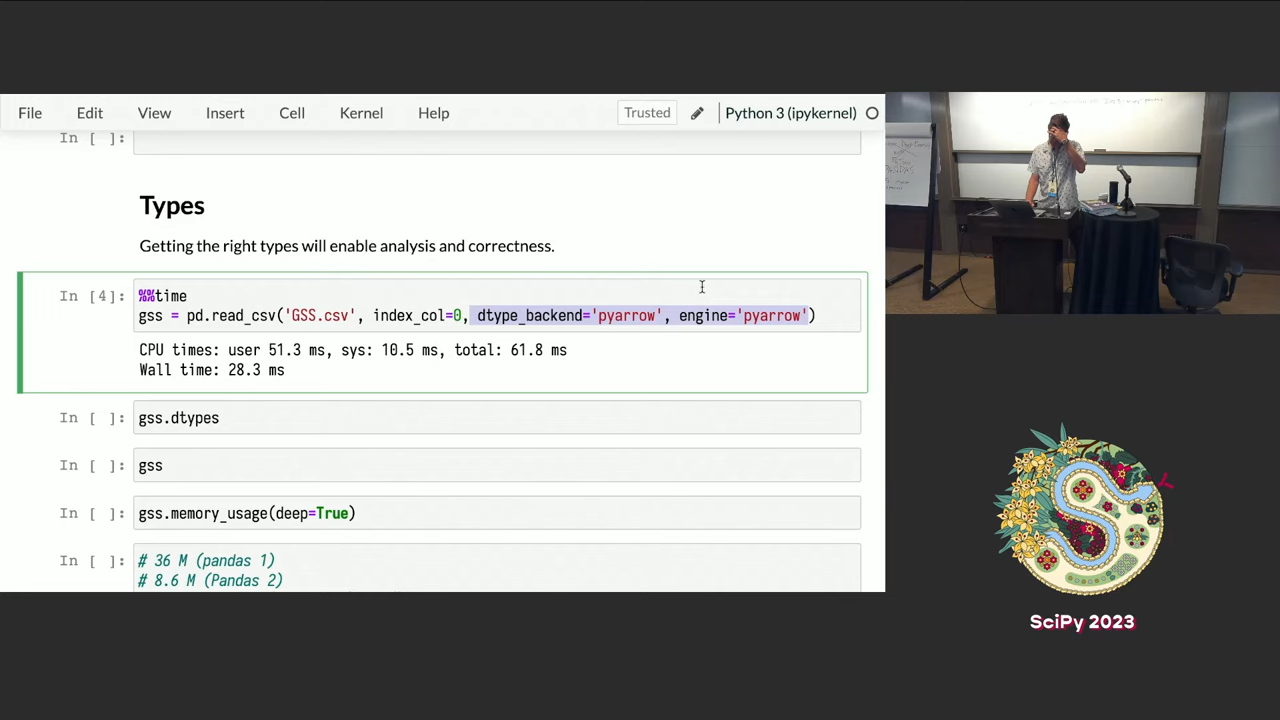 File Edit View Insert Cell Kernel Help Trusted Python 3 (ipykernel)
In [ ]:
Types
Getting the right types will enable analysis and correctness.
In [4]:
%%time
gss = pd.read_csv('GSS.csv', index_col=0, dtype_backend='pyarrow', engine='pyarrow')
CPU times: user 51.3 ms, sys: 10.5 ms, total: 61.8 ms
Wall time: 28.3 ms
In [ ]: gss.dtypes
In [ ]: gss
In [ ]: gss.memory_usage(deep=True)
In [ ]: # 36 M (pandas 1)
# 8.6 M (Pandas 2)
SciPy 2023